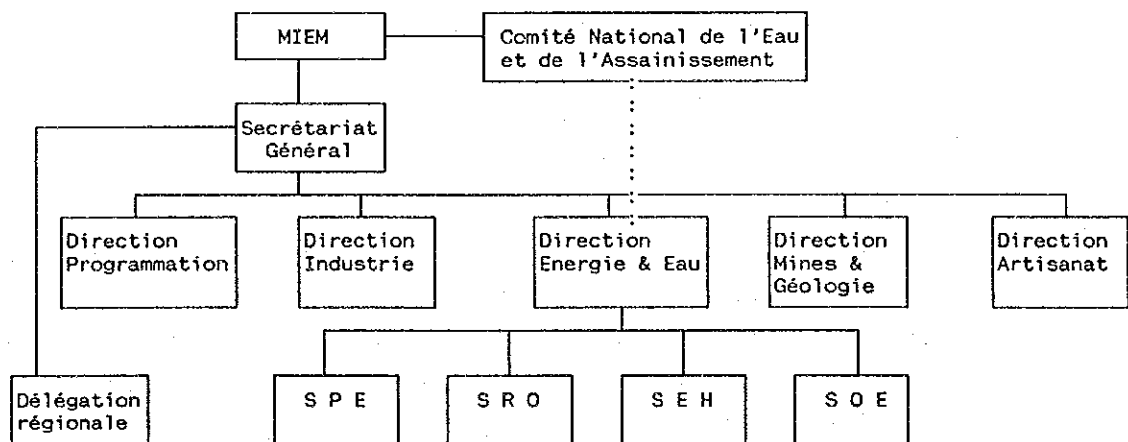 MIEM
Comité National de l'Eau
et de l'Assainissement
Secrétariat
Général
Direction
Programmation
Direction
Industrie
Direction
Energie & Eau
Direction
Mines &
Géologie
Direction
Artisanat
Délégation
régionale
S P E
S R O
S E H
S O E